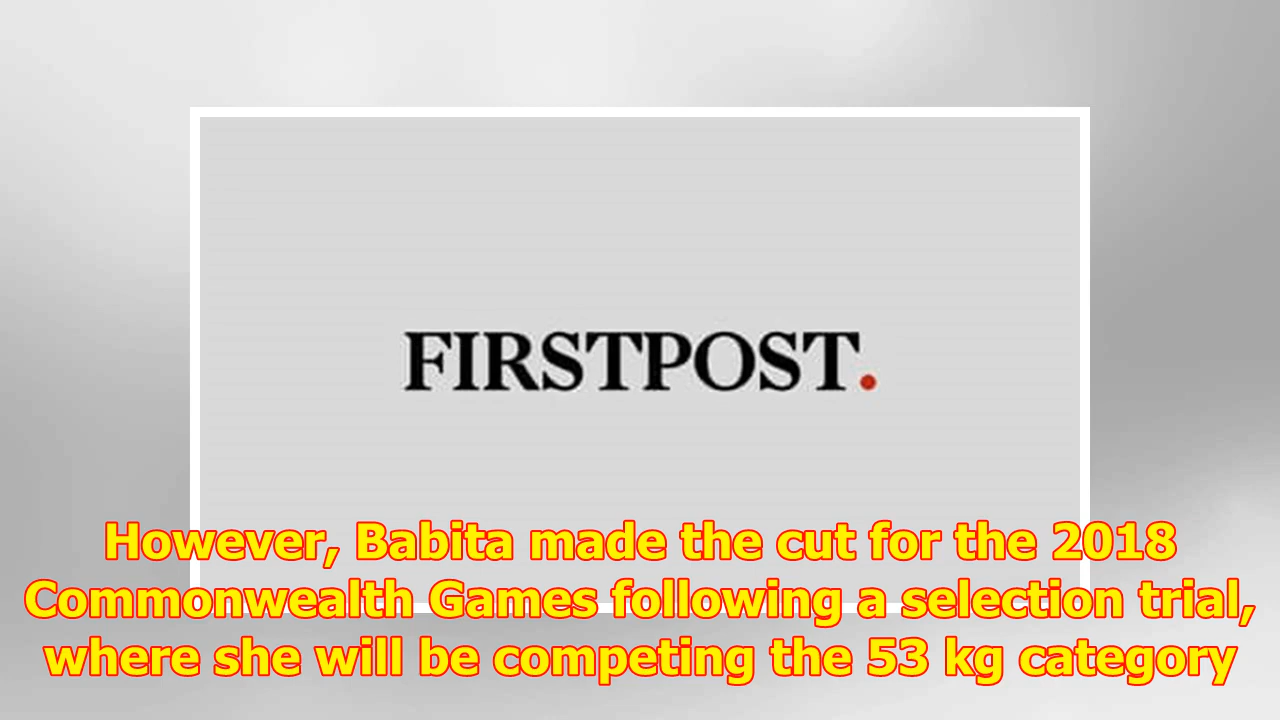 FIRSTPOST.
However, Babita made the cut for the 2018
Commonwealth Games following a selection trial,
where she will be competing the 53 kg category